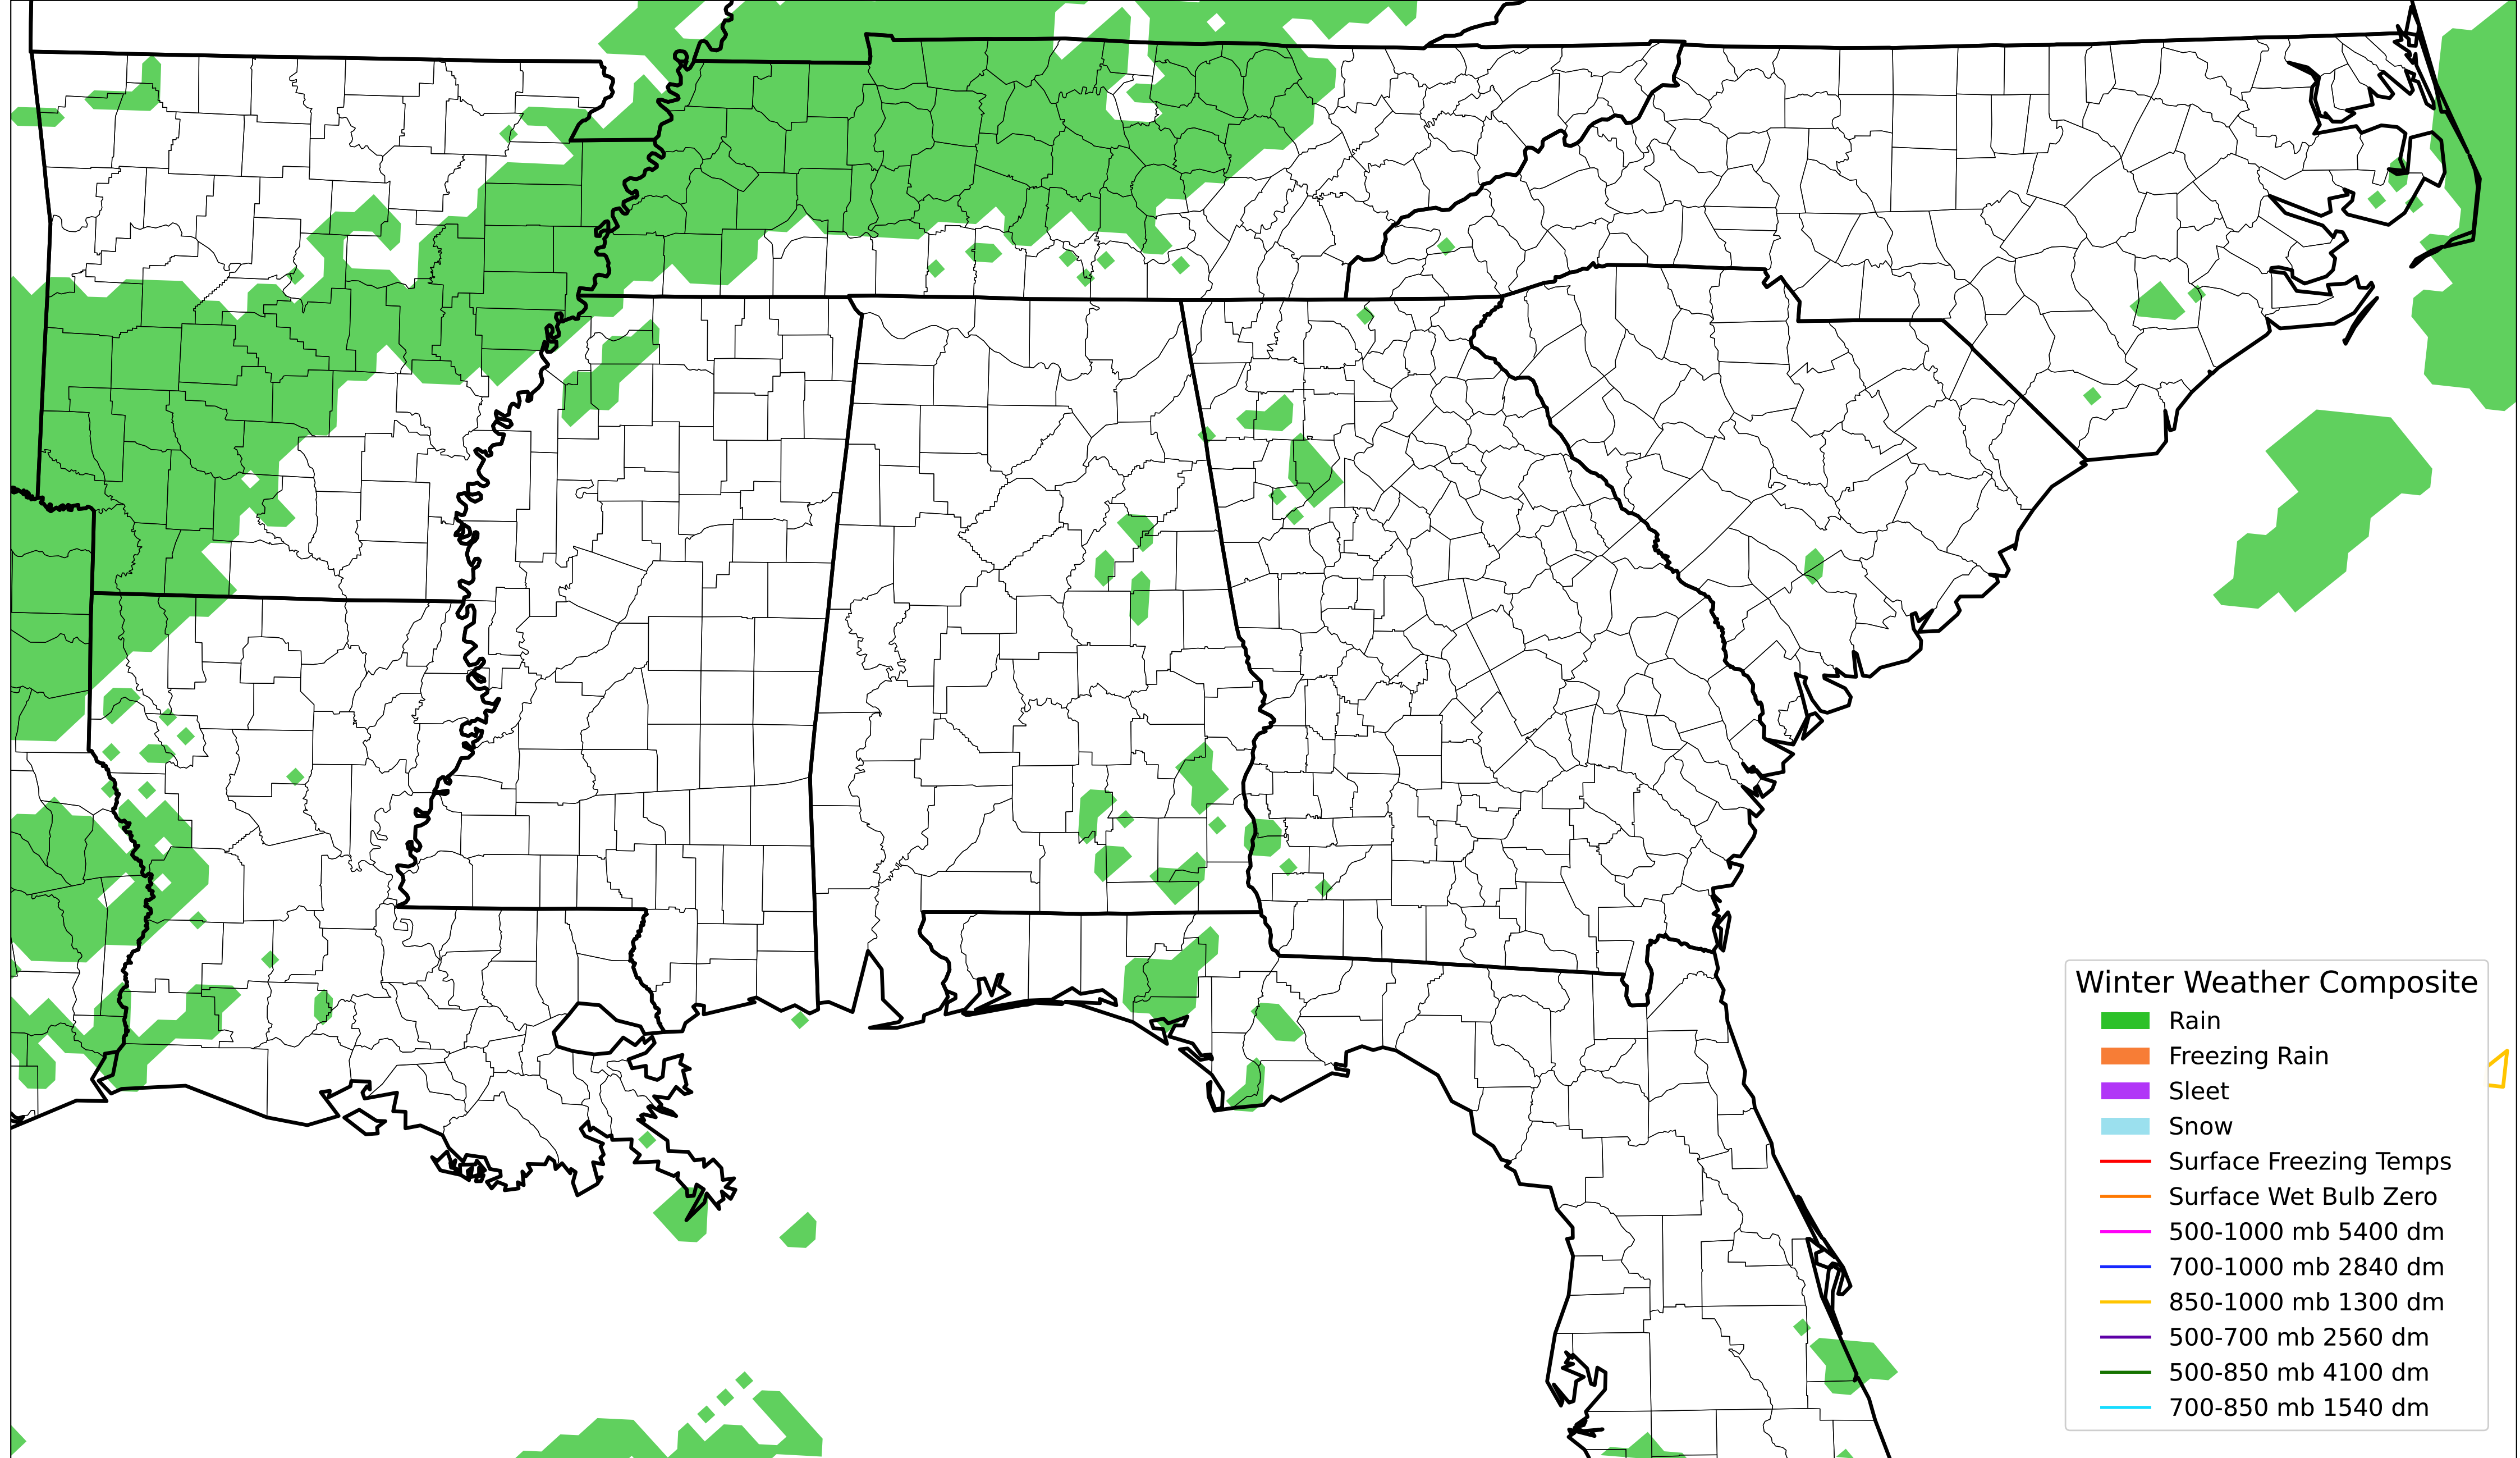 Winter Weather Composite
Rain
Freezing Rain
Sleet
Snow
Surface Freezing Temps
Surface Wet Bulb Zero
500-1000 mb 5400 dm
700-1000 mb 2840 dm
850-1000 mb 1300 dm
500-700 mb 2560 dm
500-850 mb 4100 dm
700-850 mb 1540 dm